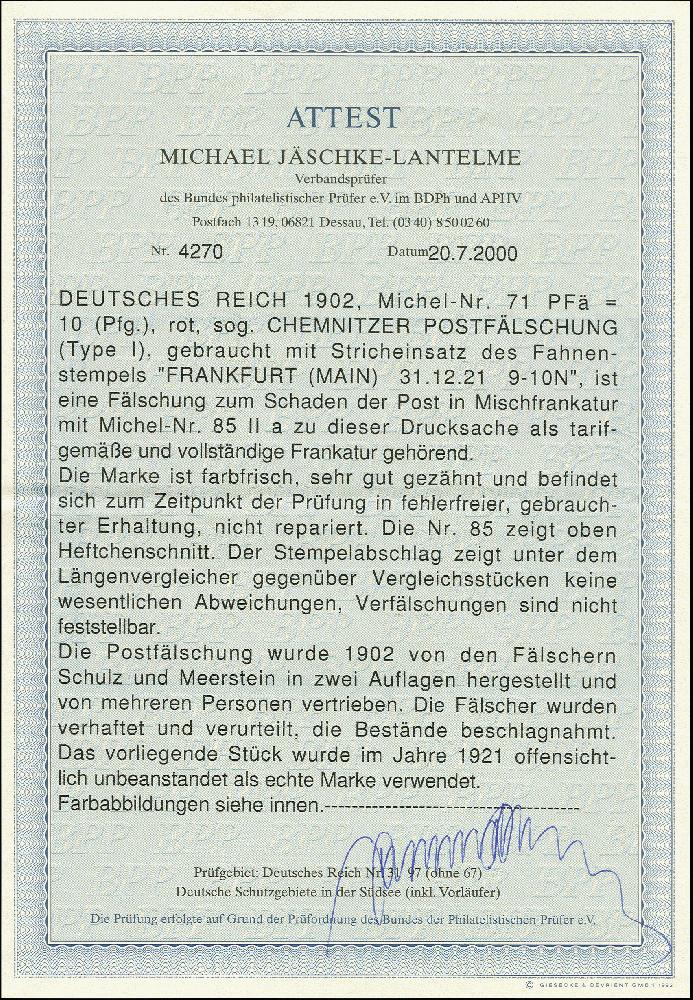 ATTEST
MICHAEL JÄSCHKE-LANTELME
Verbandsprüfer
des Bundes philatelistischer Prüfer e.V. im BDPh und APHV
Postfach 1319, 06821 Dessau, Tel. (0340) 8500260
Nr. 4270 Datum 20.7.2000
DEUTSCHES REICH 1902, Michel-Nr. 71 PFä =
10 (Pfg.), rot, sog. CHEMNITZER POSTFÄLSCHUNG
(Type I), gebraucht mit Stricheinsatz des Fahnen-
stempels "FRANKFURT (MAIN) 31.12.21 9-10N", ist
eine Fälschung zum Schaden der Post in Mischfrankatur
mit Michel-Nr. 85 II a zu dieser Drucksache als tarif-
gemäße und vollständige Frankatur gehörend.
Die Marke ist farbfrisch, sehr gut gezähnt und befindet
sich zum Zeitpunkt der Prüfung in fehlerfreier, gebrauch-
ter Erhaltung, nicht repariert. Die Nr. 85 zeigt oben
Heftchenschnitt. Der Stempelabschlag zeigt unter dem
Längenvergleicher gegenüber Vergleichsstücken keine
wesentlichen Abweichungen, Verfälschungen sind nicht
feststellbar.
Die Postfälschung wurde 1902 von den Fälschern
Schulz und Meerstein in zwei Auflagen hergestellt und
von mehreren Personen vertrieben. Die Fälscher wurden
verhaftet und verurteilt, die Bestände beschlagnahmt.
Das vorliegende Stück wurde im Jahre 1921 offensicht-
lich unbeanstandet als echte Marke verwendet.
Farbabbildungen siehe innen.--------------------------------------
Prüfgebiet: Deutsches Reich Nr. 31-97 (ohne 67)
Deutsche Schutzgebiete in der Südsee (inkl. Vorläufer)
Die Prüfung erfolgte auf Grund der Prüfordnung des Bundes der Philatelistischen Prüfer e.V.
© GIESECKE & DEVRIENT GMBH 1992